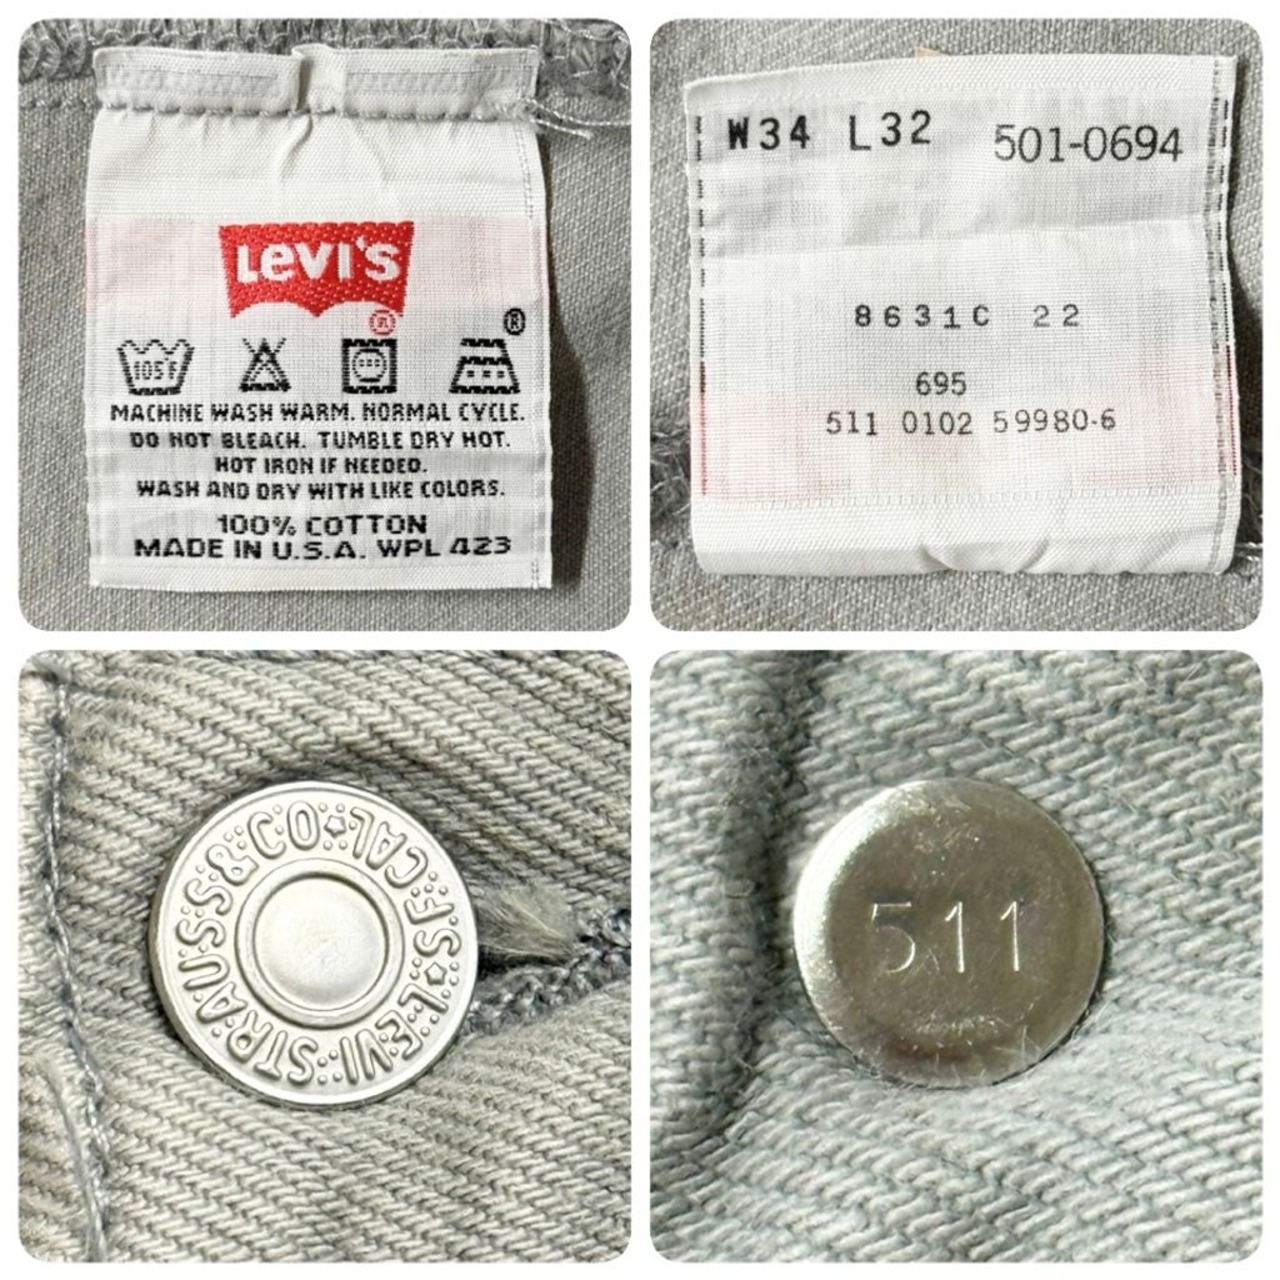 LEVI'S
®
®
105°F
MACHINE WASH WARM. NORMAL CYCLE.
DO NOT BLEACH. TUMBLE DRY HOT.
HOT IRON IF NEEDED.
WASH AND DRY WITH LIKE COLORS.
100% COTTON
MADE IN U.S.A. WPL 423
W34 L32 501-0694
8631C 22
695
511 0102 59980-6
LEVI STRAUSS & CO S.F. CAL
511